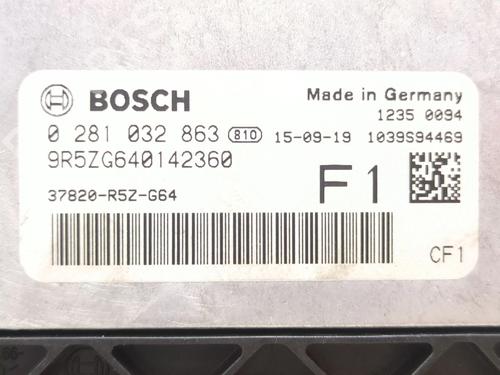 BOSCH
Made in Germany
1235 0094
0 281 032 863 810 15-09-19 1039S94469
9R5ZG640142360
37820-R5Z-G64
F1
CF1